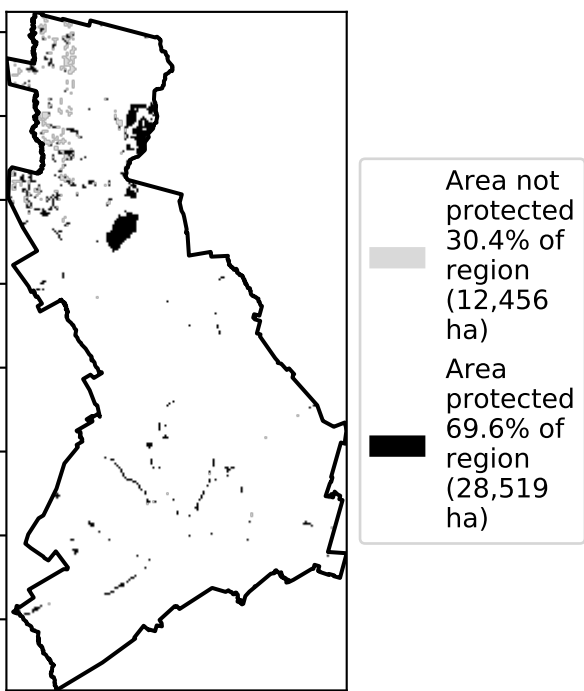 Area not
protected
30.4% of
region
(12,456
ha)
Area
protected
69.6% of
region
(28,519
ha)